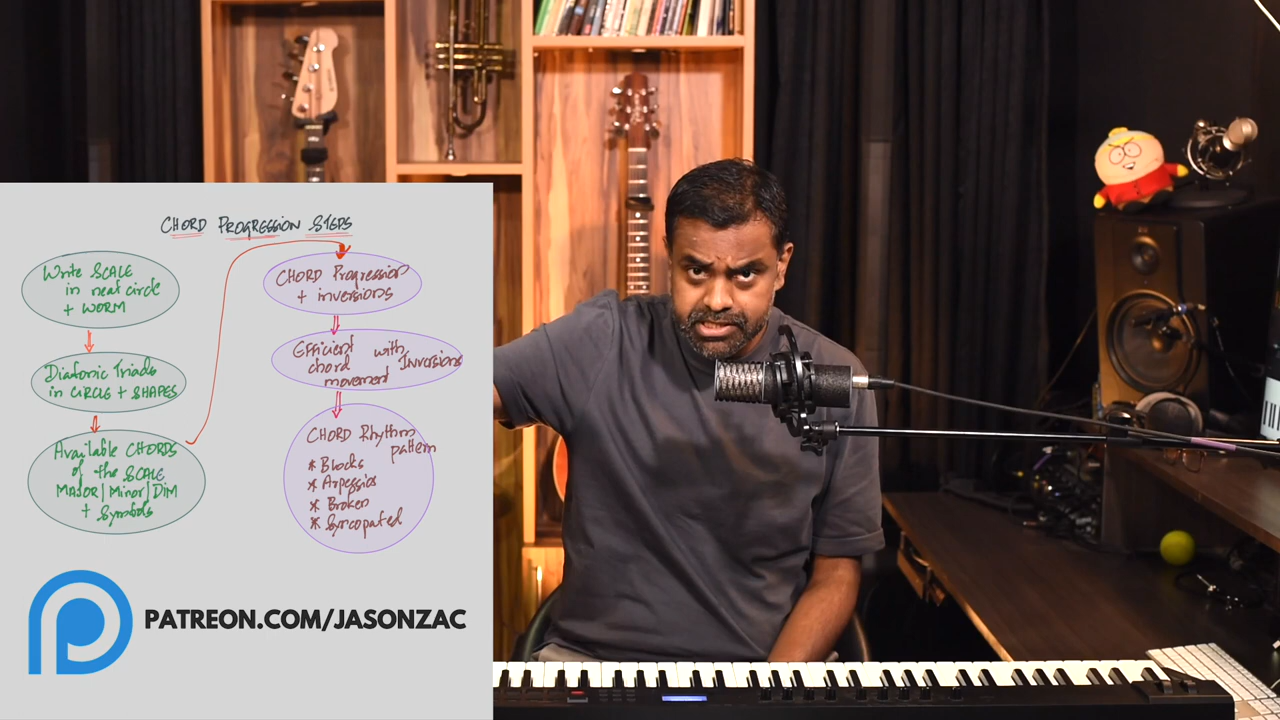 CHORD PROGRESSION STEPS
Write SCALE
in neat circle
+ WORM
Diatonic Triads
in CIRCLE + SHAPES
Available CHORDS
of the SCALE
MAJOR | Minor | DIM
+ Symbols
CHORD Progression
+ inversions
Efficient with
chord Inversions
movement
CHORD Rhythm
pattern
* Blocks
* Arpeggios
* Broken
* Syncopated
PATREON.COM/JASONZAC